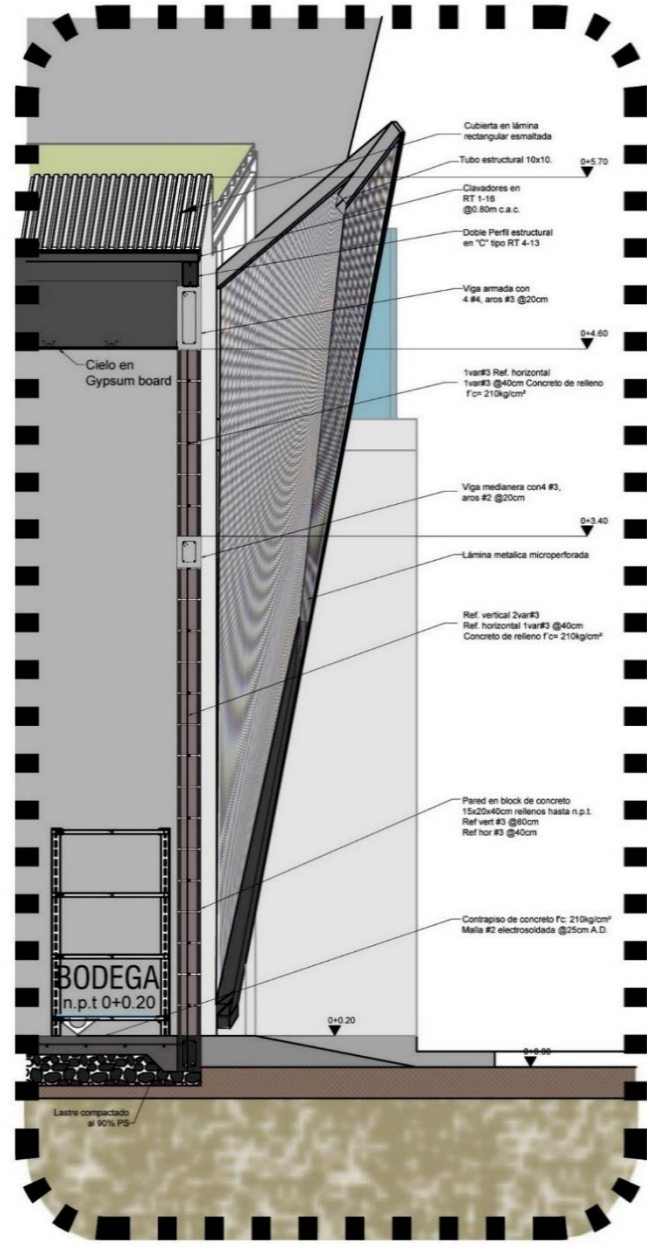 Cubierta en lámina
rectangular esmaltada
Tubo estructural 10x10.
0+5.70
Clavadores en
RT 1-16
@0.80m c.a.c.
Doble Perfil estructural
en "C" tipo RT 4-13
Viga armada con
4 #4, aros #3 @20cm
0+4.60
Cielo en
Gypsum board
1var#3 Ref. horizontal
1var#3 @40cm Concreto de relleno
f´c= 210kg/cm²
Viga medianera con4 #3,
aros #2 @20cm
0+3.40
Lámina metalica microperforada
Ref. vertical 2var#3
Ref. horizontal 1var#3 @40cm
Concreto de relleno f´c= 210kg/cm²
Pared en block de concreto
15x20x40cm rellenos hasta n.p.t.
Ref vert #3 @60cm
Ref hor #3 @40cm
Contrapiso de concreto f'c: 210kg/cm²
Malla #2 electrosoldada @25cm A.D.
BODEGA
n.p.t 0+0.20
0+0.20
0+0.00
Lastre compactado
al 90% PS